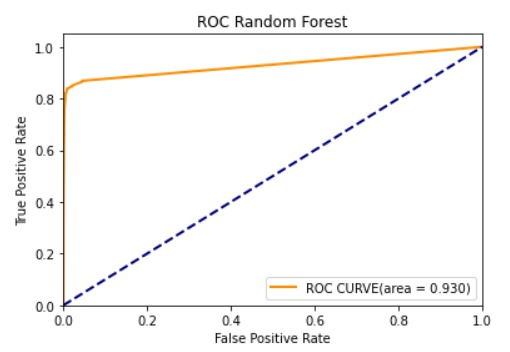 ROC Random Forest
1.0
0.8
0.6
0.4
0.2
0.0
True Positive Rate
ROC CURVE(area = 0.930)
0.0 0.2 0.4 0.6 0.8 1.0
False Positive Rate